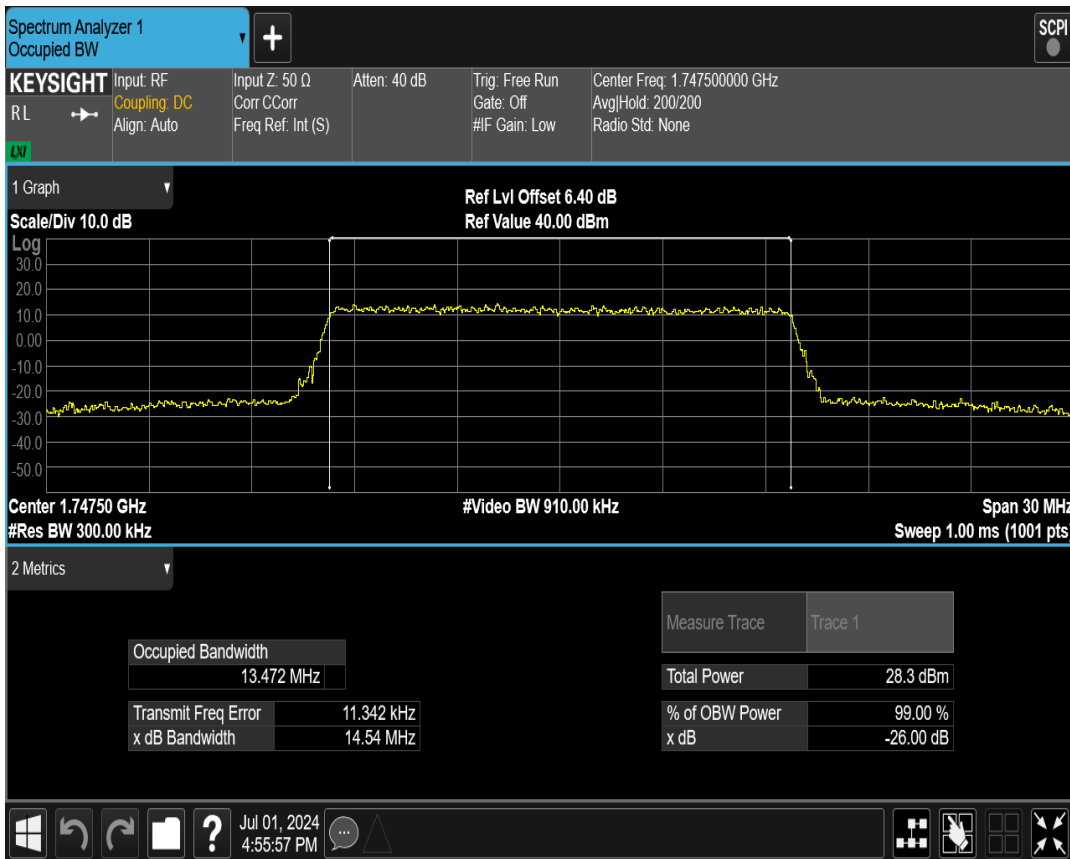 Spectrum Analyzer 1
Occupied BW
+
SCPI
KEYSIGHT
RL
LXI
Input: RF
Coupling: DC
Align: Auto
Input Z: 50 Ω
Corr CCorr
Freq Ref: Int (S)
Atten: 40 dB
Trig: Free Run
Gate: Off
#IF Gain: Low
Center Freq: 1.747500000 GHz
Avg|Hold: 200/200
Radio Std: None
1 Graph
Scale/Div 10.0 dB
Ref Lvl Offset 6.40 dB
Ref Value 40.00 dBm
Log
30.0
20.0
10.0
0.00
-10.0
-20.0
-30.0
-40.0
-50.0
Center 1.74750 GHz
#Video BW 910.00 kHz
Span 30 MHz
#Res BW 300.00 kHz
Sweep 1.00 ms (1001 pts)
2 Metrics
Measure Trace Trace 1
Occupied Bandwidth
13.472 MHz
Total Power 28.3 dBm
Transmit Freq Error 11.342 kHz
% of OBW Power 99.00 %
x dB Bandwidth 14.54 MHz
x dB -26.00 dB
?
Jul 01, 2024
4:55:57 PM